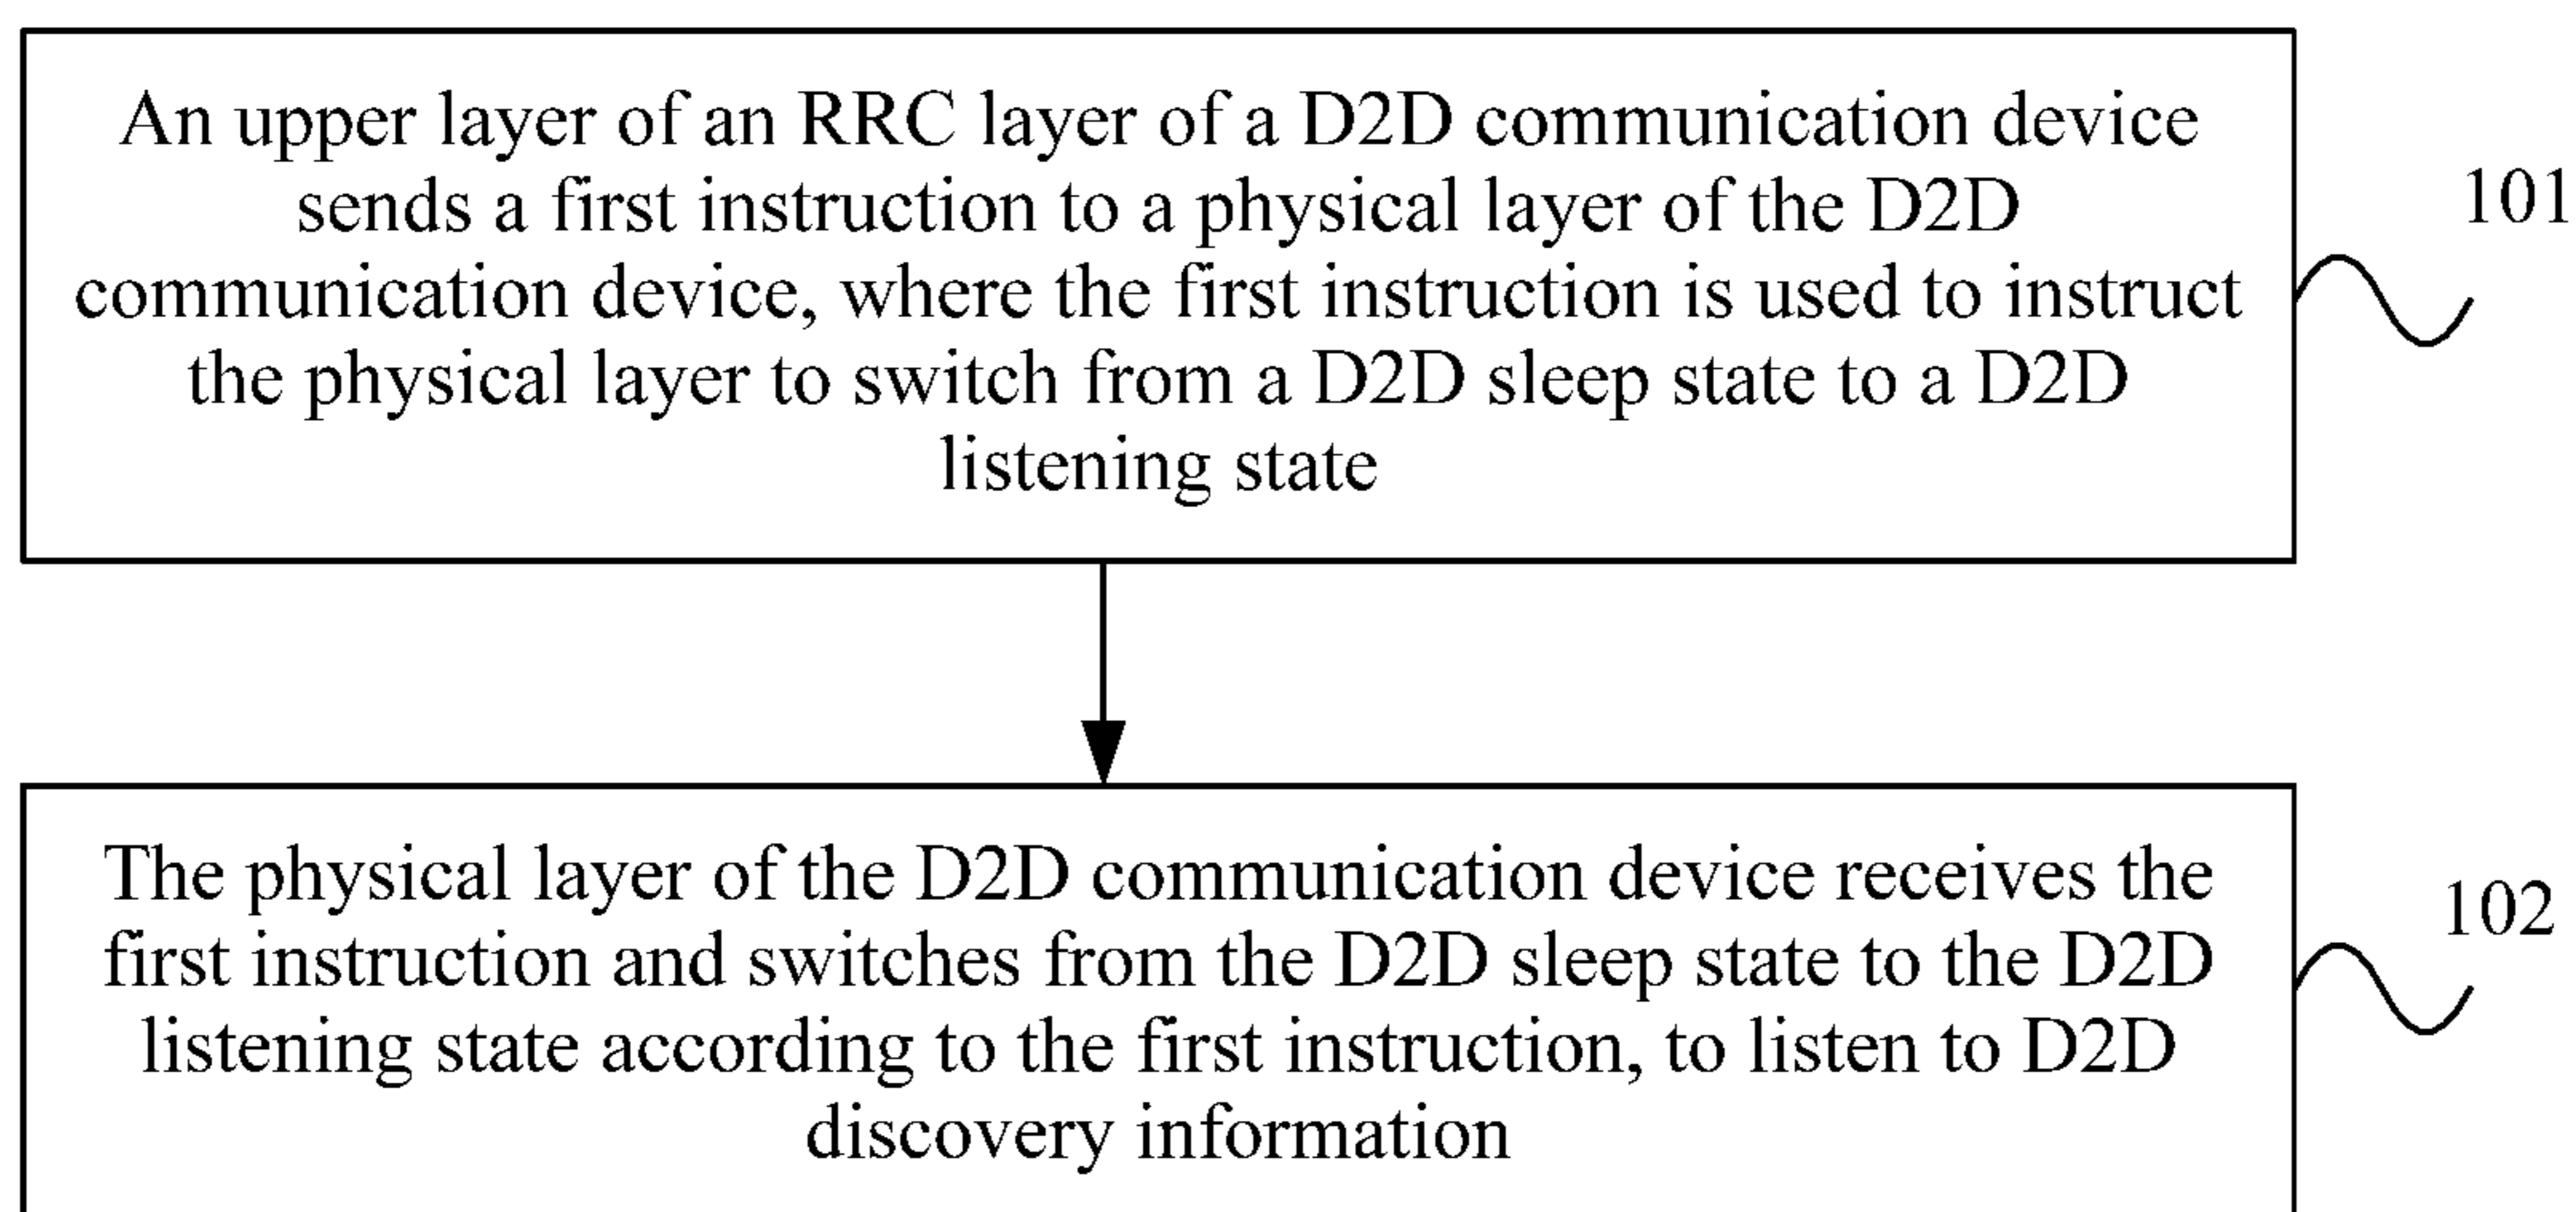 An upper layer of an RRC layer of a D2D communication device
sends a first instruction to a physical layer of the D2D
communication device, where the first instruction is used to instruct
the physical layer to switch from a D2D sleep state to a D2D
listening state
101
The physical layer of the D2D communication device receives the
first instruction and switches from the D2D sleep state to the D2D
listening state according to the first instruction, to listen to D2D
discovery information
102